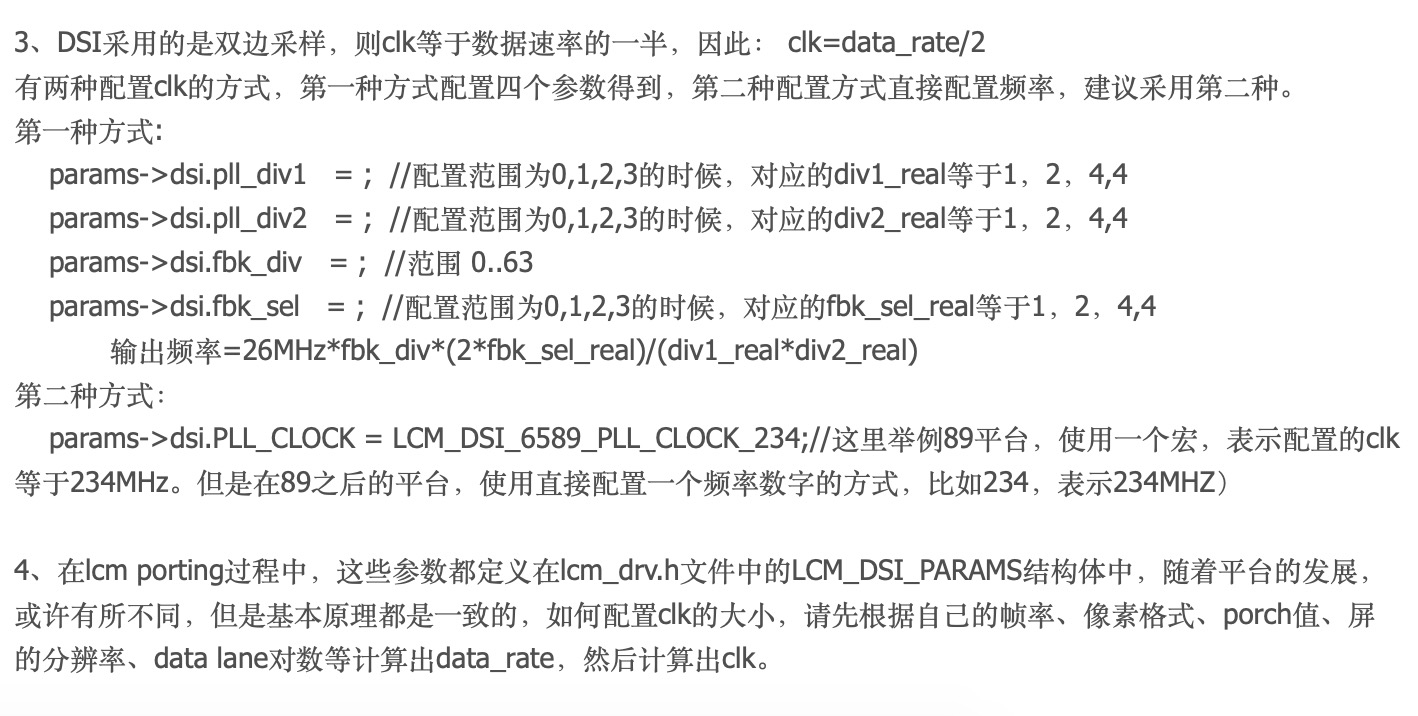 3、DSI采用的是双边采样，则clk等于数据速率的一半，因此： clk=data_rate/2
有两种配置clk的方式，第一种方式配置四个参数得到，第二种配置方式直接配置频率，建议采用第二种。
第一种方式:
params->dsi.pll_div1 = ; //配置范围为0,1,2,3的时候，对应的div1_real等于1，2，4,4
params->dsi.pll_div2 = ; //配置范围为0,1,2,3的时候，对应的div2_real等于1，2，4,4
params->dsi.fbk_div = ; //范围 0..63
params->dsi.fbk_sel = ; //配置范围为0,1,2,3的时候，对应的fbk_sel_real等于1，2，4,4
输出频率=26MHz*fbk_div*(2*fbk_sel_real)/(div1_real*div2_real)
第二种方式：
params->dsi.PLL_CLOCK = LCM_DSI_6589_PLL_CLOCK_234;//这里举例89平台，使用一个宏，表示配置的clk
等于234MHz。但是在89之后的平台，使用直接配置一个频率数字的方式，比如234，表示234MHZ）
4、在lcm porting过程中，这些参数都定义在lcm_drv.h文件中的LCM_DSI_PARAMS结构体中，随着平台的发展，
或许有所不同，但是基本原理都是一致的，如何配置clk的大小，请先根据自己的帧率、像素格式、porch值、屏
的分辨率、data lane对数等计算出data_rate，然后计算出clk。